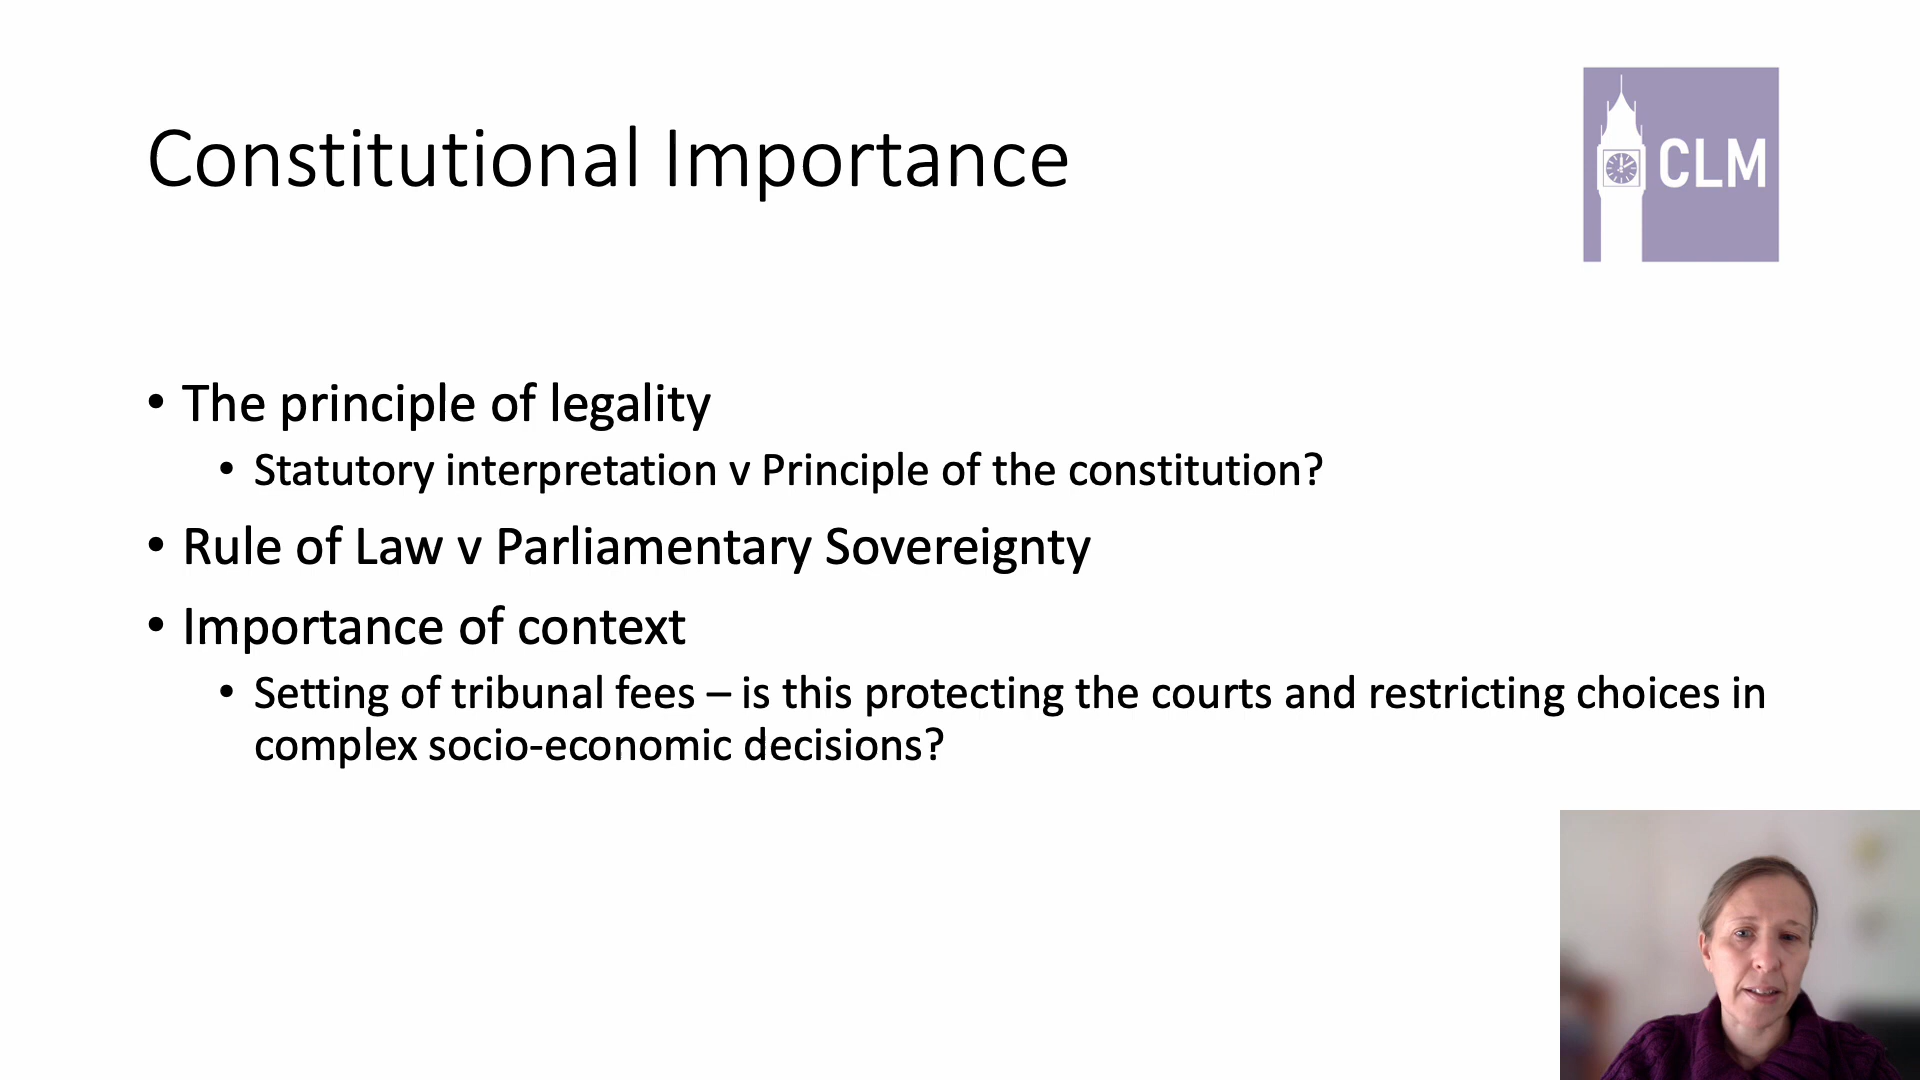 Constitutional Importance
CLM
• The principle of legality
• Statutory interpretation v Principle of the constitution?
• Rule of Law v Parliamentary Sovereignty
• Importance of context
• Setting of tribunal fees – is this protecting the courts and restricting choices in
complex socio-economic decisions?